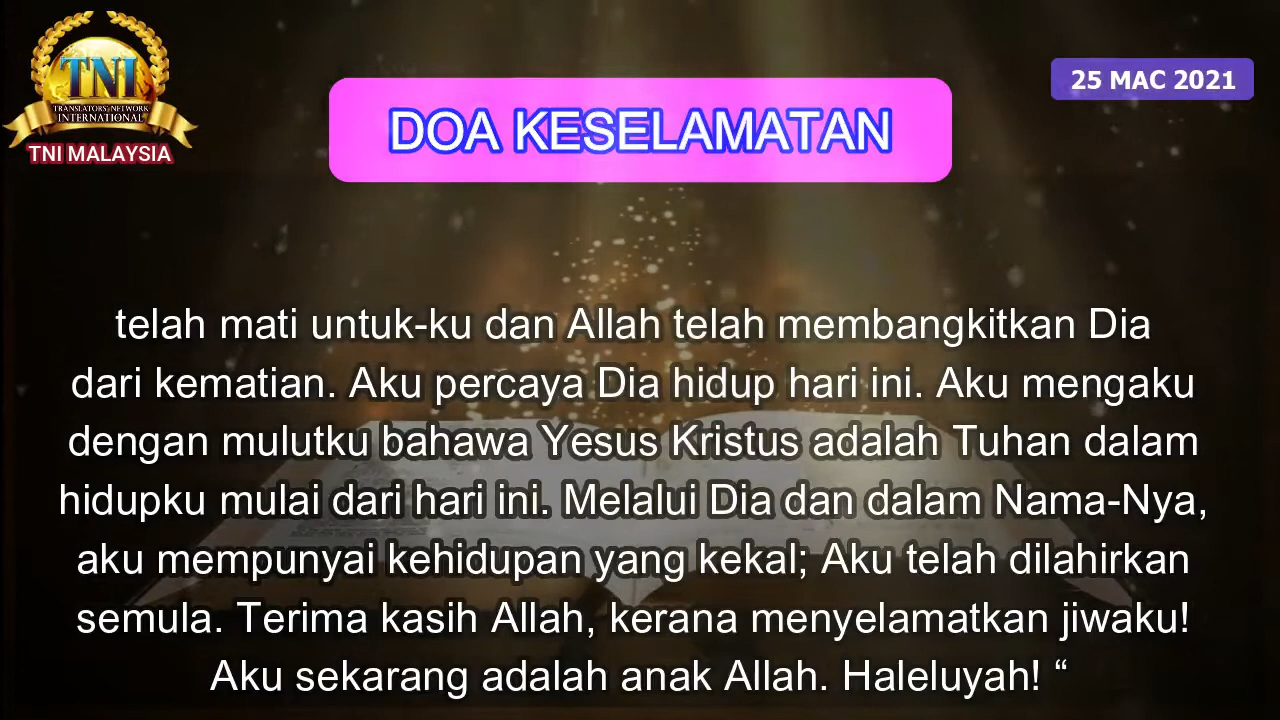 TNI
TRANSLATORS' NETWORK
INTERNATIONAL
TNI MALAYSIA
25 MAC 2021
DOA KESELAMATAN
telah mati untuk-ku dan Allah telah membangkitkan Dia
dari kematian. Aku percaya Dia hidup hari ini. Aku mengaku
dengan mulutku bahawa Yesus Kristus adalah Tuhan dalam
hidupku mulai dari hari ini. Melalui Dia dan dalam Nama-Nya,
aku mempunyai kehidupan yang kekal; Aku telah dilahirkan
semula. Terima kasih Allah, kerana menyelamatkan jiwaku!
Aku sekarang adalah anak Allah. Haleluyah! “